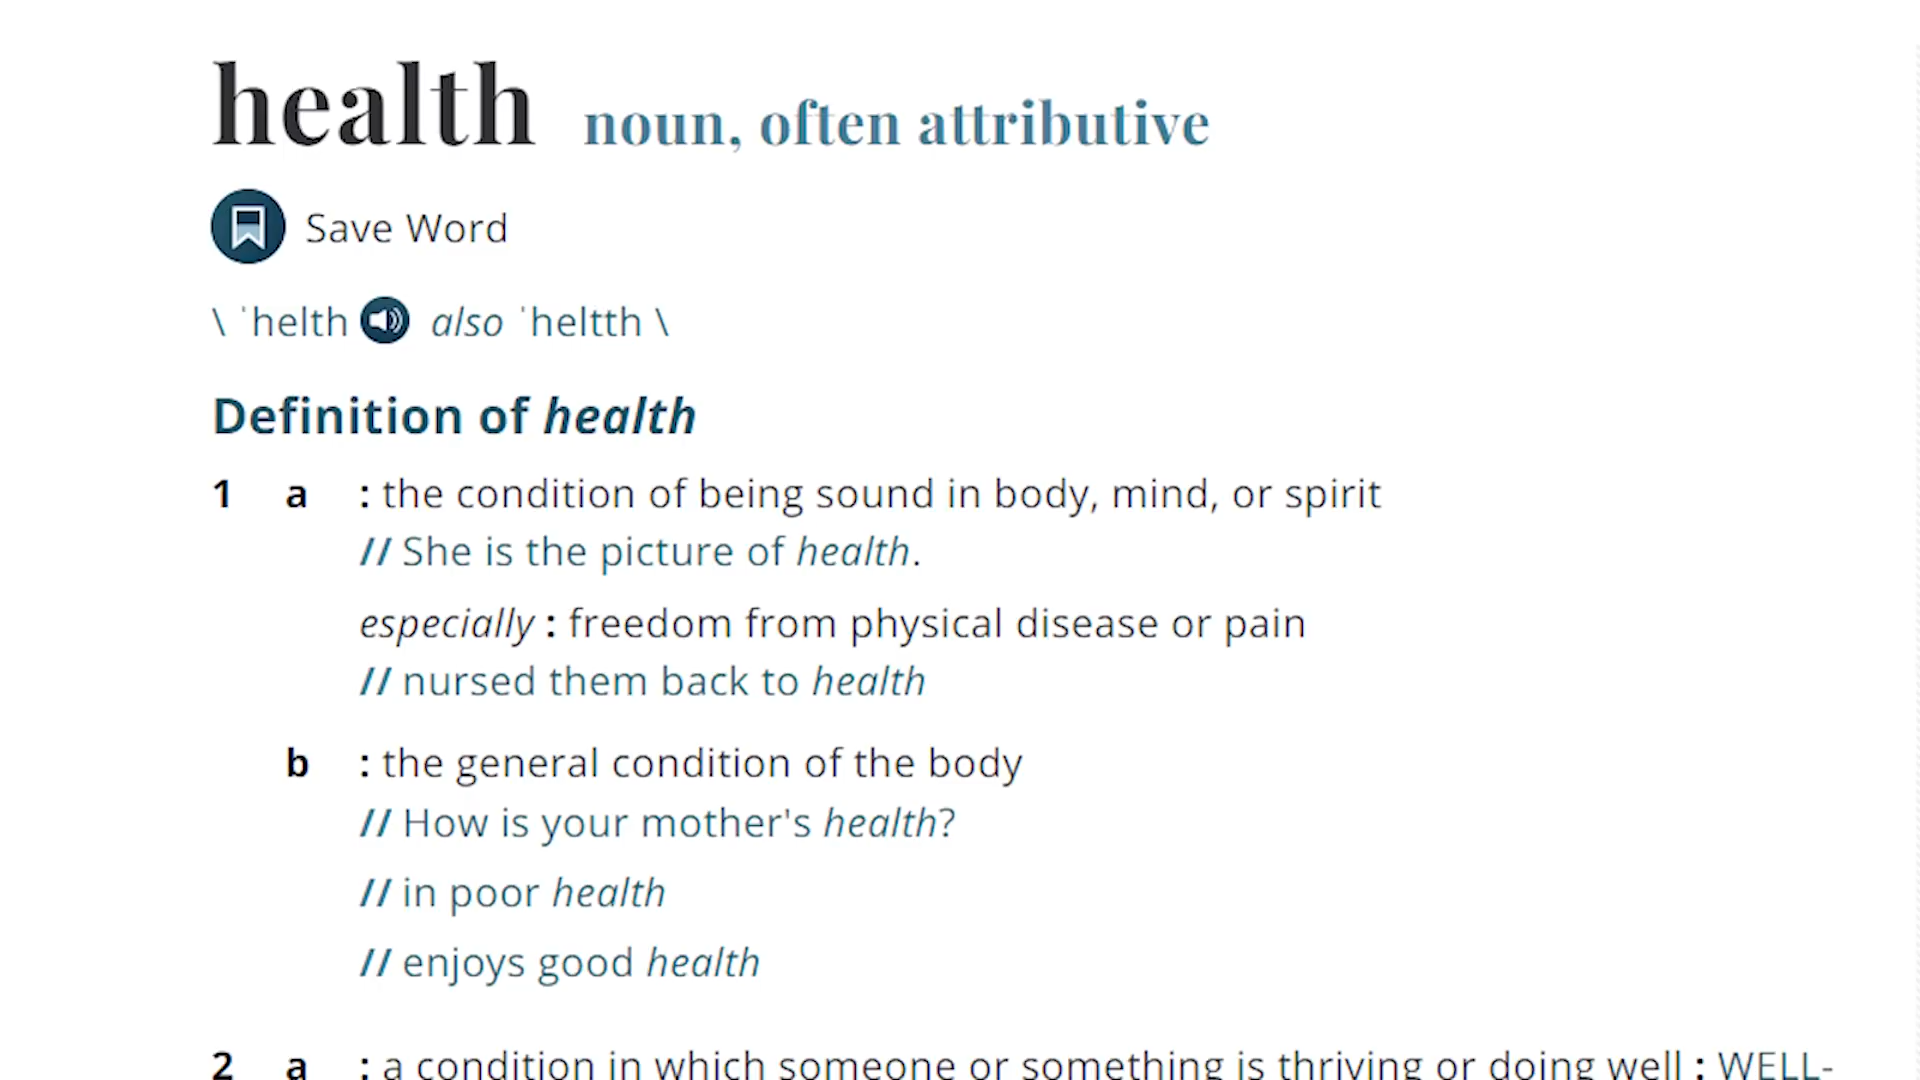 health noun, often attributive
Save Word
\ ˈhelth also ˈheltth \
Definition of health
1 a : the condition of being sound in body, mind, or spirit
// She is the picture of health.
especially : freedom from physical disease or pain
// nursed them back to health
b : the general condition of the body
// How is your mother's health?
// in poor health
// enjoys good health
2 a : a condition in which someone or something is thriving or doing well : WELL-